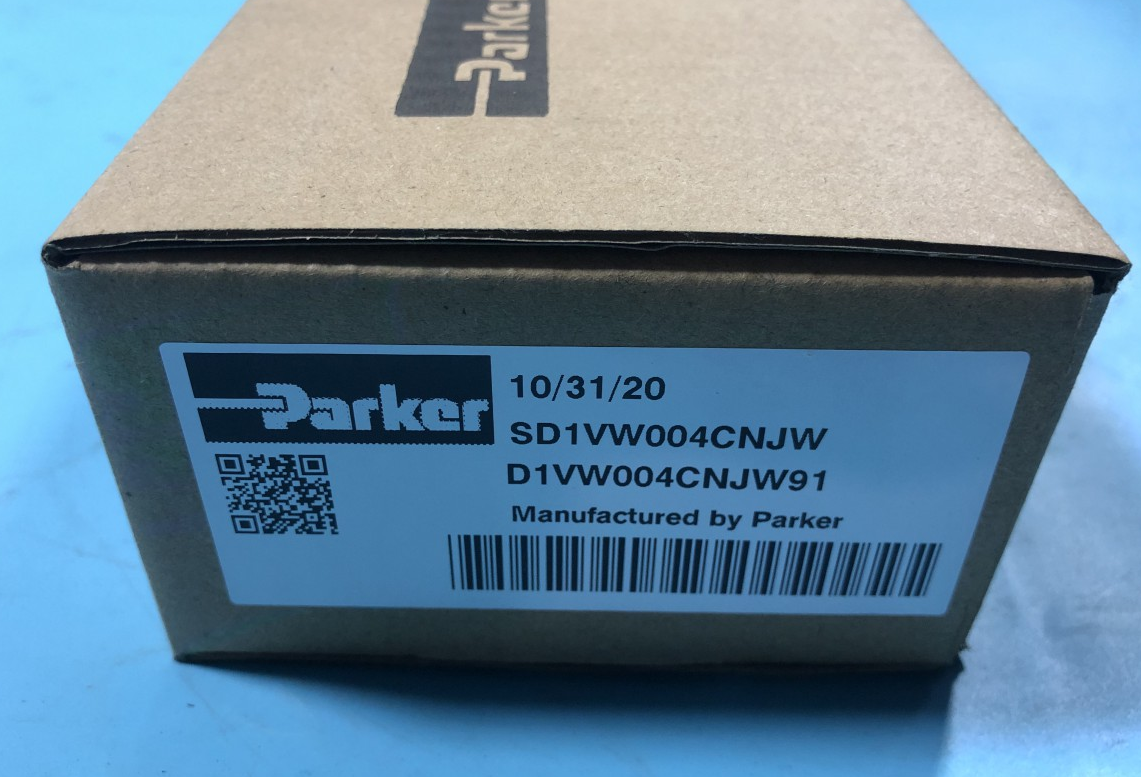 Parker
Parker
10/31/20
SD1VW004CNJW
D1VW004CNJW91
Manufactured by Parker